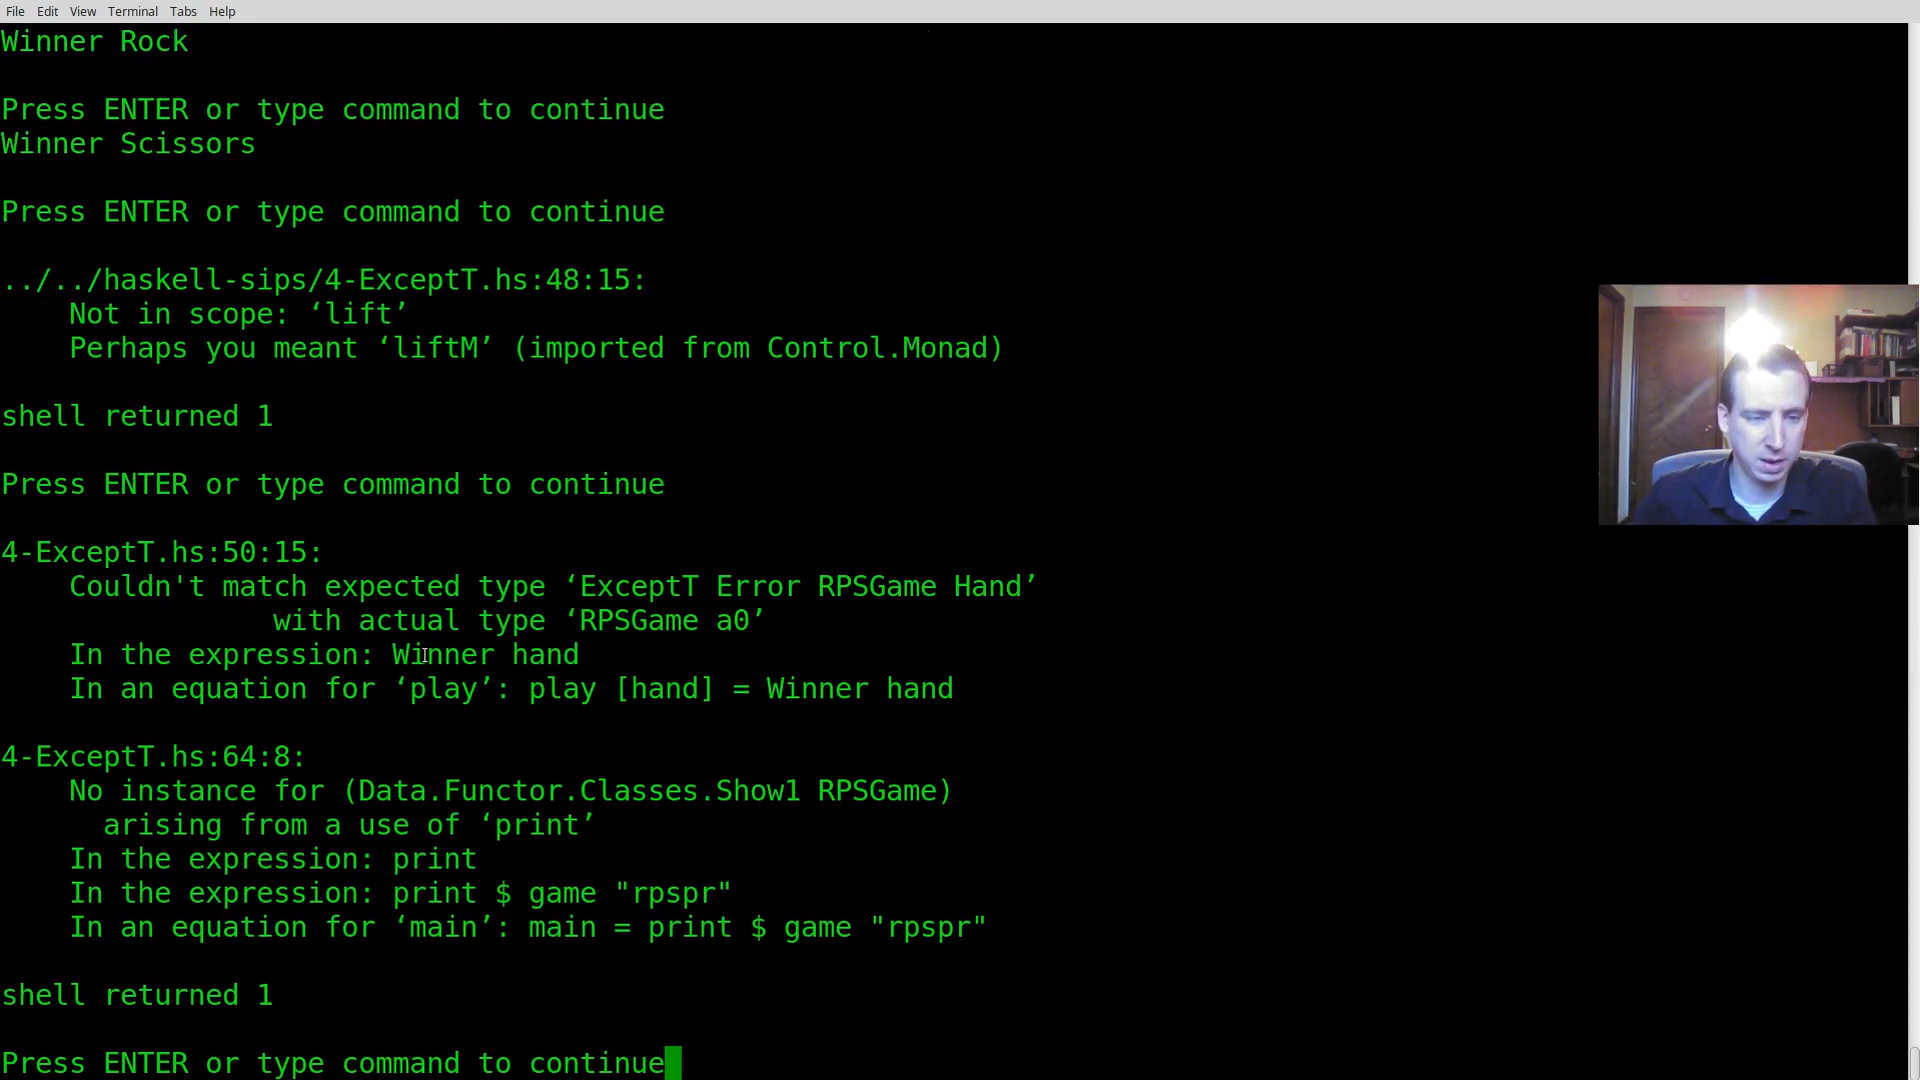 File Edit View Terminal Tabs Help
Winner Rock
Press ENTER or type command to continue
Winner Scissors
Press ENTER or type command to continue
../../haskell-sips/4-ExceptT.hs:48:15:
Not in scope: ‘lift’
Perhaps you meant ‘liftM’ (imported from Control.Monad)
shell returned 1
Press ENTER or type command to continue
4-ExceptT.hs:50:15:
Couldn't match expected type ‘ExceptT Error RPSGame Hand’
with actual type ‘RPSGame a0’
In the expression: Winner hand
In an equation for ‘play’: play [hand] = Winner hand
4-ExceptT.hs:64:8:
No instance for (Data.Functor.Classes.Show1 RPSGame)
arising from a use of ‘print’
In the expression: print
In the expression: print $ game "rpspr"
In an equation for ‘main’: main = print $ game "rpspr"
shell returned 1
Press ENTER or type command to continue